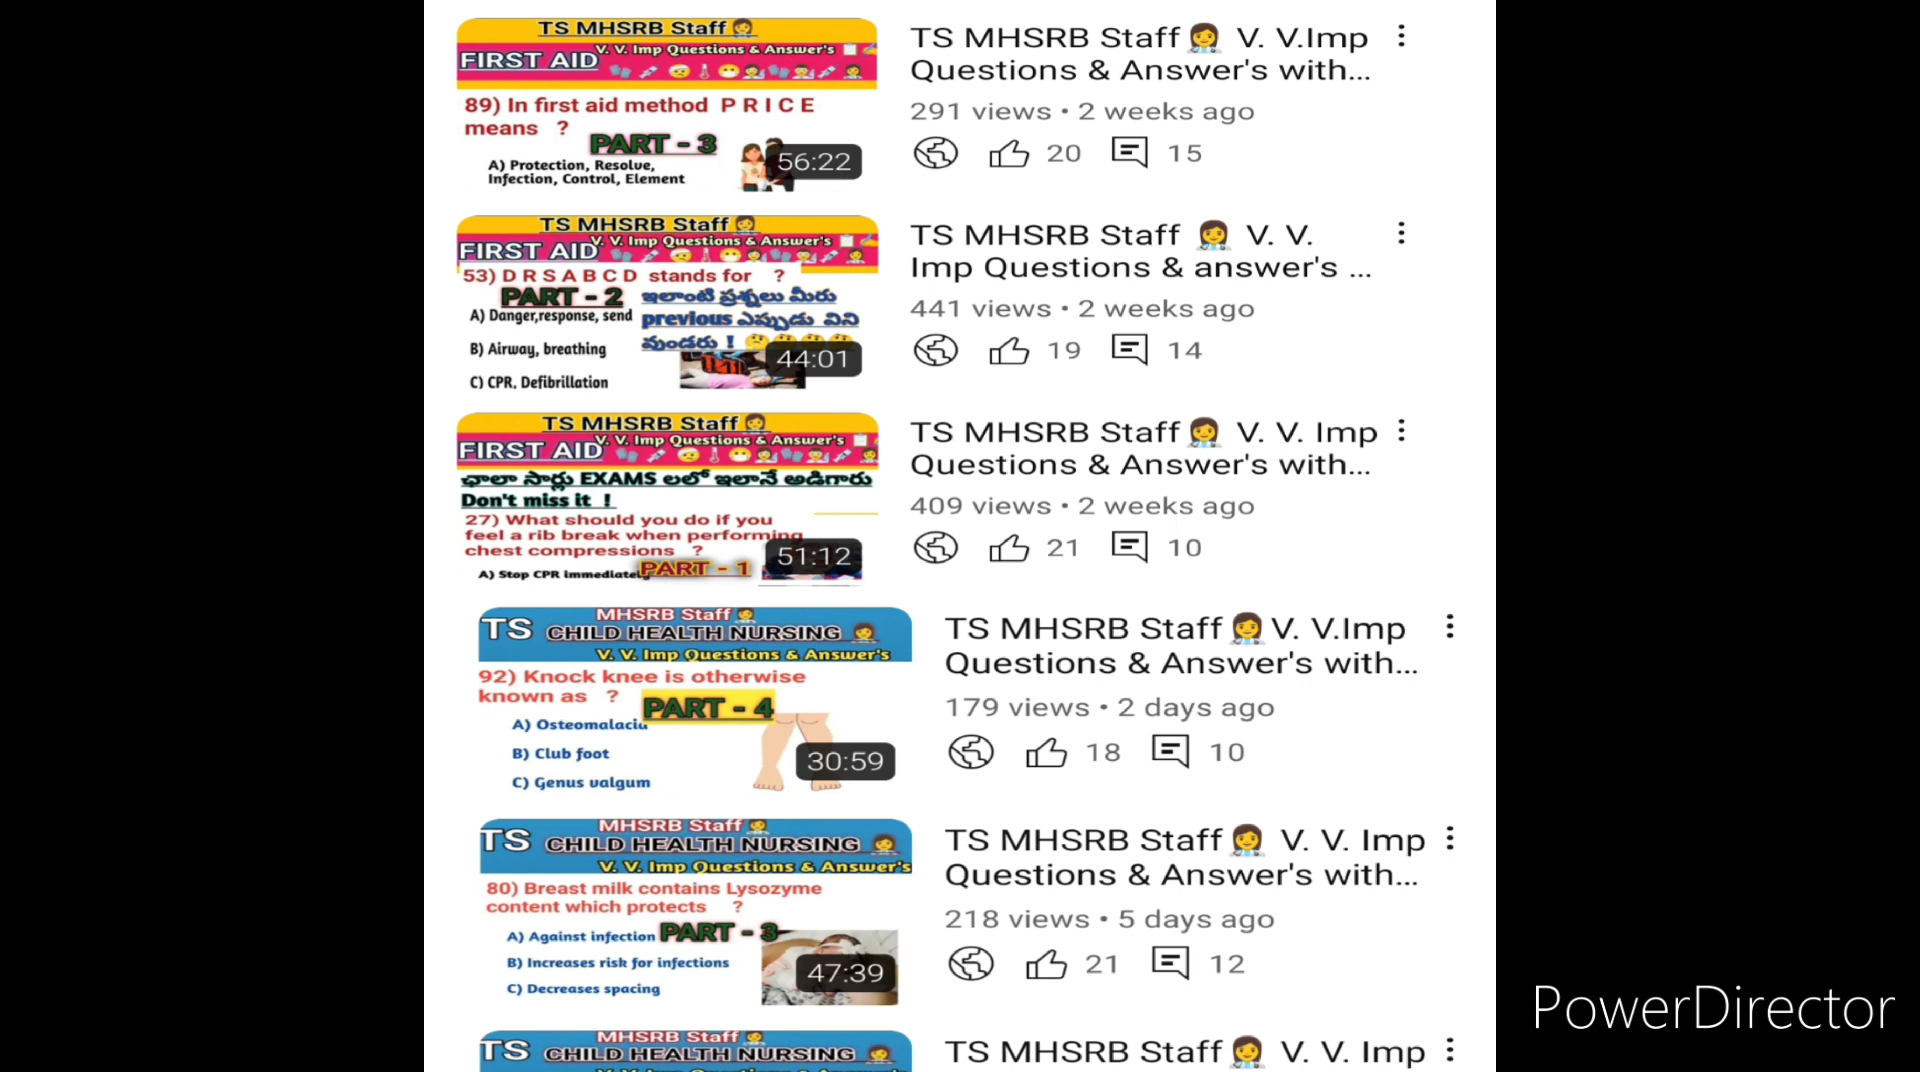 TS MHSRB Staff
V. V. Imp Questions & Answer's
FIRST AID
89) In first aid method P R I C E
means ?
PART - 3
A) Protection, Resolve,
Infection, Control, Element
56:22
TS MHSRB Staff V. V.Imp
Questions & Answer's with...
291 views • 2 weeks ago
20 15
TS MHSRB Staff
V. V. Imp Questions & Answer's
FIRST AID
53) D R S A B C D stands for ?
PART - 2 ఇలాంటి ప్రశ్నలు మీరు
A) Danger,response, send previous ఎప్పుడు విని
వుండరు !
B) Airway, breathing
C) CPR, Defibrillation
44:01
TS MHSRB Staff V. V.
Imp Questions & answer's ...
441 views • 2 weeks ago
19 14
TS MHSRB Staff
V. V. Imp Questions & Answer's
FIRST AID
చాలా సార్లు EXAMS లలో ఇలానే అడిగారు
Don't miss it !
27) What should you do if you
feel a rib break when performing
chest compressions ?
A) Stop CPR immediately PART - 1
51:12
TS MHSRB Staff V. V. Imp
Questions & Answer's with...
409 views • 2 weeks ago
21 10
MHSRB Staff
TS CHILD HEALTH NURSING
V. V. Imp Questions & Answer's
92) Knock knee is otherwise
known as ?
PART - 4
A) Osteomalacia
B) Club foot
C) Genus valgum
30:59
TS MHSRB Staff V. V.Imp
Questions & Answer's with...
179 views • 2 days ago
18 10
MHSRB Staff
TS CHILD HEALTH NURSING
V. V. Imp Questions & Answer's
80) Breast milk contains Lysozyme
content which protects ?
A) Against infection PART - 3
B) Increases risk for infections
C) Decreases spacing
47:39
TS MHSRB Staff V. V. Imp
Questions & Answer's with...
218 views • 5 days ago
21 12
MHSRB Staff
TS CHILD HEALTH NURSING
TS MHSRB Staff V. V. Imp
PowerDirector